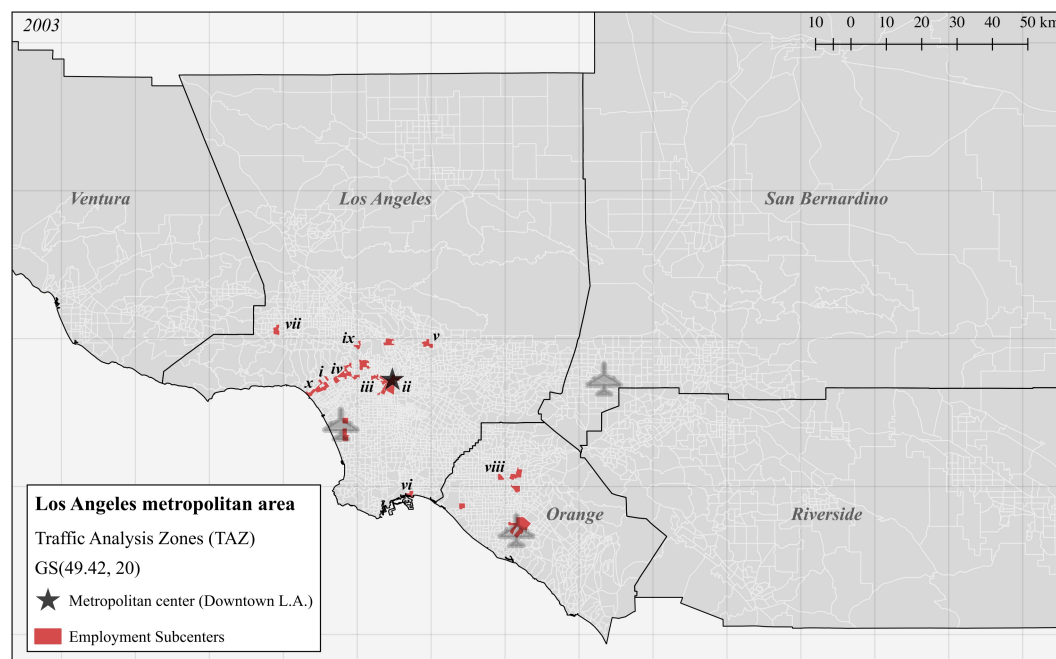 2003
10 0 10 20 30 40 50 km
Ventura
Los Angeles
San Bernardino
vii
ix
v
i
iv
x
iii
ii
viii
vi
Orange
Riverside
Los Angeles metropolitan area
Traffic Analysis Zones (TAZ)
GS(49.42, 20)
Metropolitan center (Downtown L.A.)
Employment Subcenters